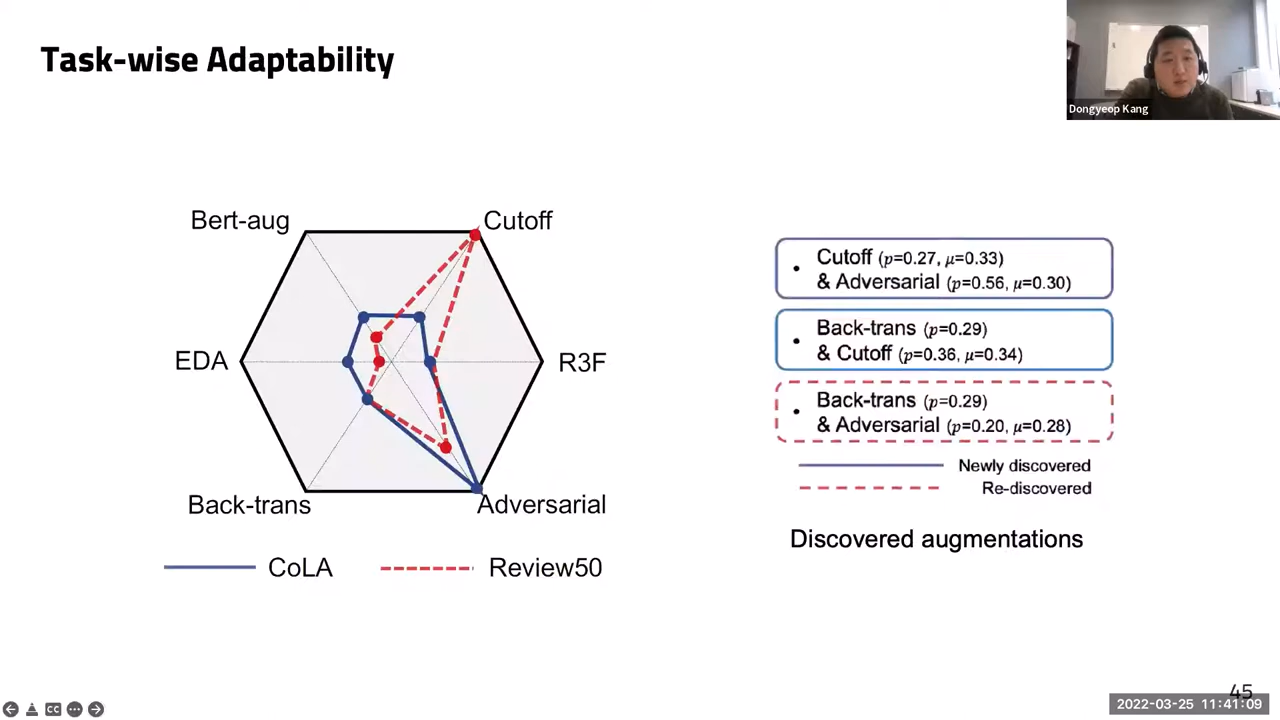 Task-wise Adaptability
Dongyeop Kang
Bert-aug
Cutoff
EDA
R3F
Back-trans
Adversarial
CoLA
Review50
• Cutoff (p=0.27, μ=0.33)
& Adversarial (p=0.56, μ=0.30)
• Back-trans (p=0.29)
& Cutoff (p=0.36, μ=0.34)
• Back-trans (p=0.29)
& Adversarial (p=0.20, μ=0.28)
Newly discovered
Re-discovered
Discovered augmentations
CC
45
2022-03-25 11:41:09